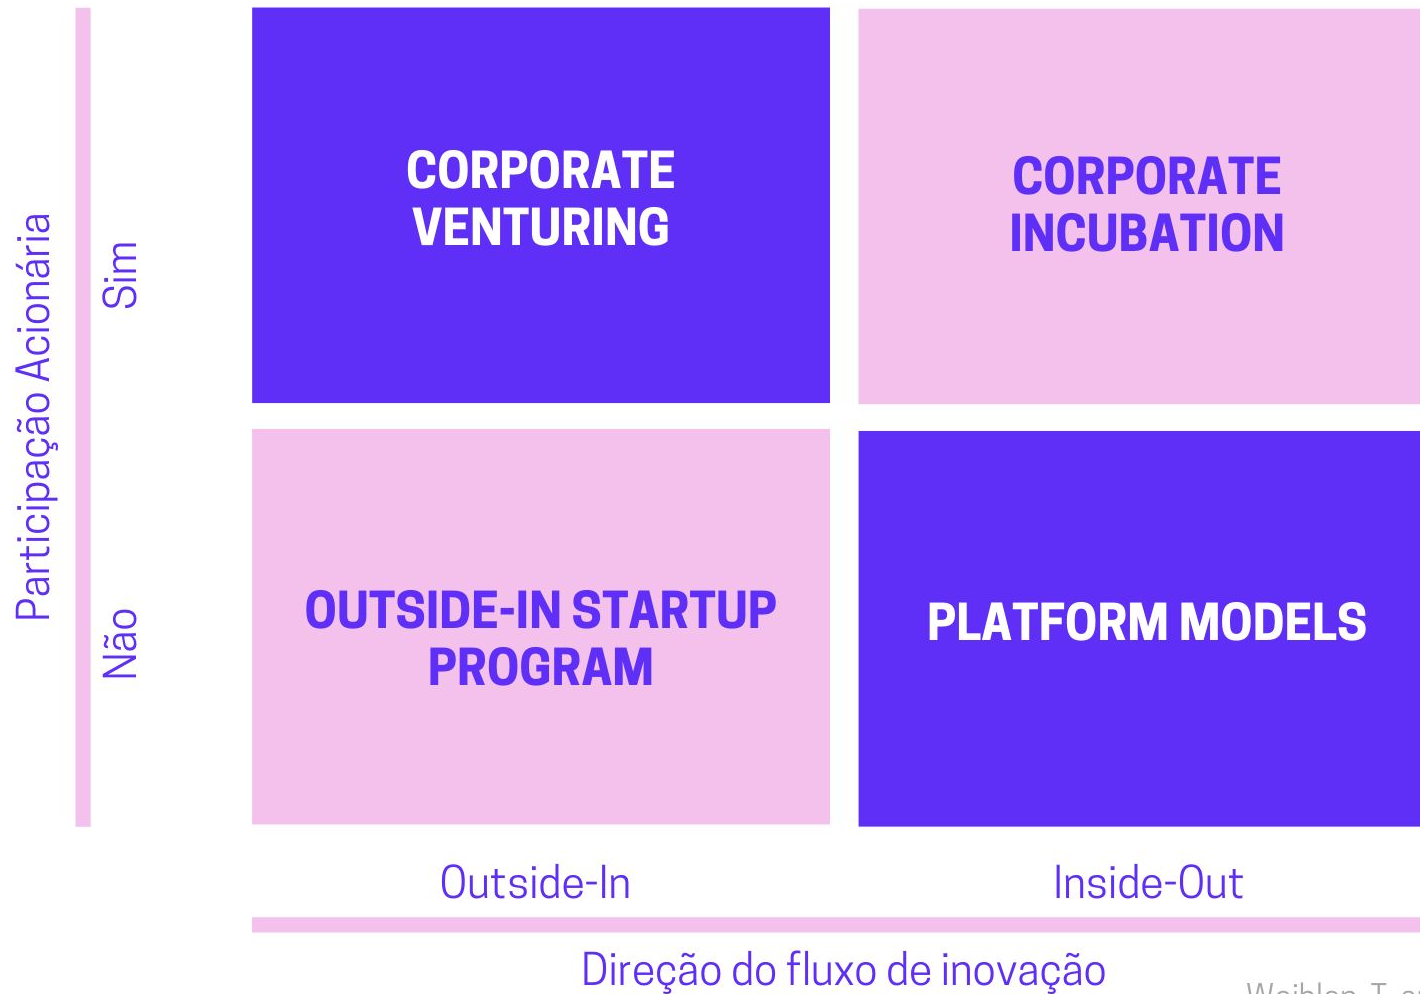 Participação Acionária
Sim
Não
CORPORATE
VENTURING
CORPORATE
INCUBATION
OUTSIDE-IN STARTUP
PROGRAM
PLATFORM MODELS
Outside-In
Inside-Out
Direção do fluxo de inovação